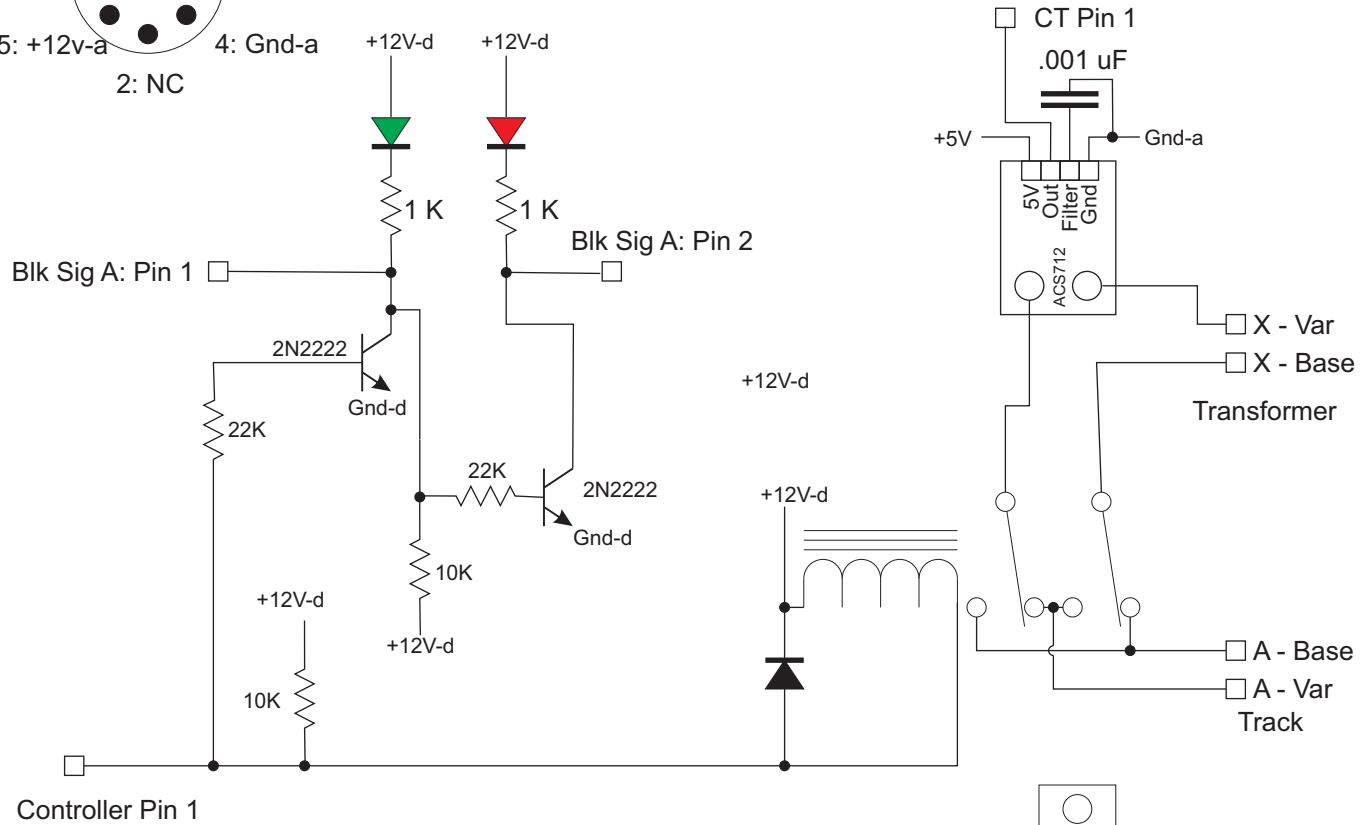 CT Pin 1
5: +12v-a
4: Gnd-a
2: NC
+12V-d
+12V-d
.001 uF
+5V
Gnd-a
5V
Out
Filter
Gnd
ACS712
1 K
1 K
Blk Sig A: Pin 1
Blk Sig A: Pin 2
X - Var
X - Base
Transformer
2N2222
Gnd-d
+12V-d
22K
22K
2N2222
Gnd-d
+12V-d
10K
+12V-d
+12V-d
10K
A - Base
A - Var
Track
Controller Pin 1